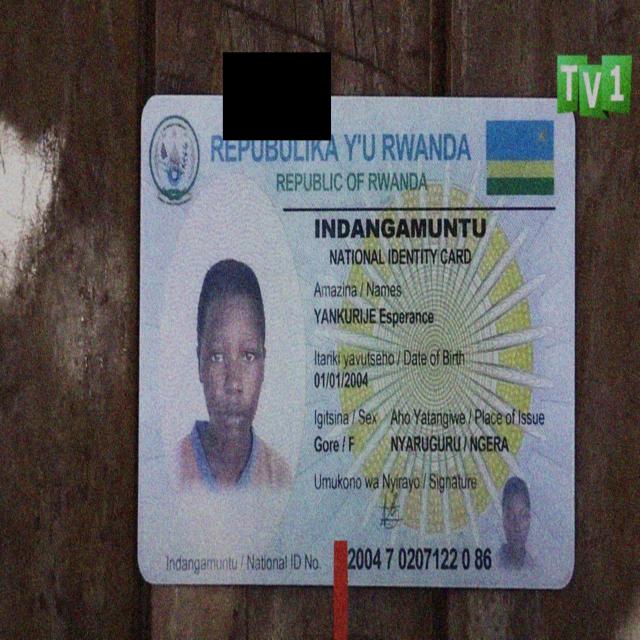 TV1
REPUBULIKA Y'U RWANDA
REPUBLIC OF RWANDA
INDANGAMUNTU
NATIONAL IDENTITY CARD
Amazina / Names
YANKURIJE Esperance
Itariki yavutseho / Date of Birth
01/01/2004
Igitsina / Sex Aho Yatangiwe / Place of Issue
Gore / F NYARUGURU / NGERA
Umukono wa Nyirayo / Signature
Indangamuntu / National ID No. 2004 7 0207122 0 86